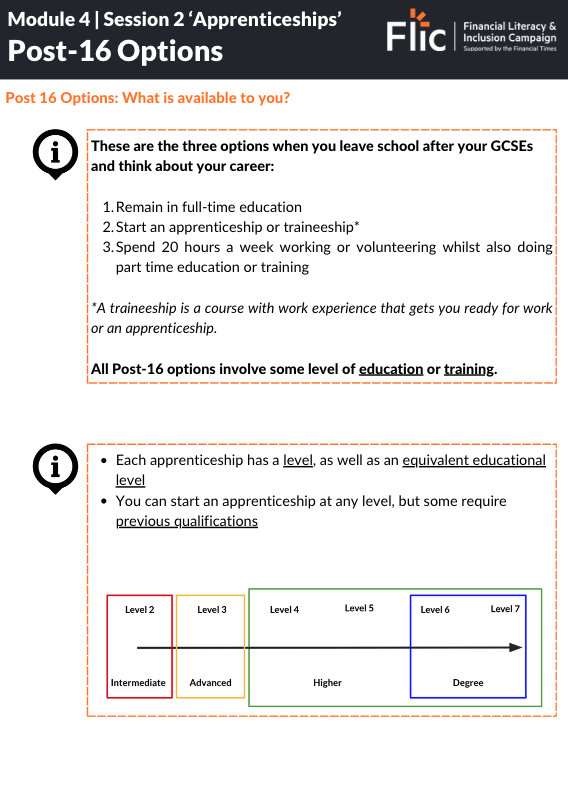 Module 4 | Session 2 ‘Apprenticeships’
Post-16 Options
Flic
Financial Literacy &
Inclusion Campaign
Supported by the Financial Times
Post 16 Options: What is available to you?
These are the three options when you leave school after your GCSEs
and think about your career:
1. Remain in full-time education
2. Start an apprenticeship or traineeship*
3. Spend 20 hours a week working or volunteering whilst also doing
part time education or training
*A traineeship is a course with work experience that gets you ready for work
or an apprenticeship.
All Post-16 options involve some level of education or training.
• Each apprenticeship has a level, as well as an equivalent educational
level
• You can start an apprenticeship at any level, but some require
previous qualifications
Level 2 Level 3 Level 4 Level 5 Level 6 Level 7
Intermediate Advanced Higher Degree